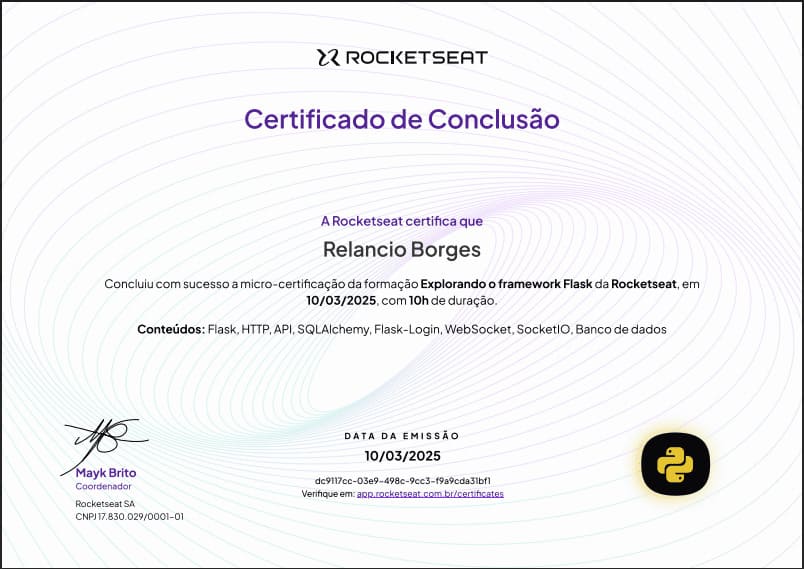 ROCKETSEAT
Certificado de Conclusão
A Rocketseat certifica que
Relancio Borges
Concluiu com sucesso a micro-certificação da formação Explorando o framework Flask da Rocketseat, em
10/03/2025, com 10h de duração.
Conteúdos: Flask, HTTP, API, SQLAlchemy, Flask-Login, WebSocket, SocketIO, Banco de dados
Mayk Brito
Coordenador
Rocketseat SA
CNPJ 17.830.029/0001-01
DATA DA EMISSÃO
10/03/2025
dc9117cc-03e9-498c-9cc3-f9a9cda31bf1
Verifique em: app.rocketseat.com.br/certificates